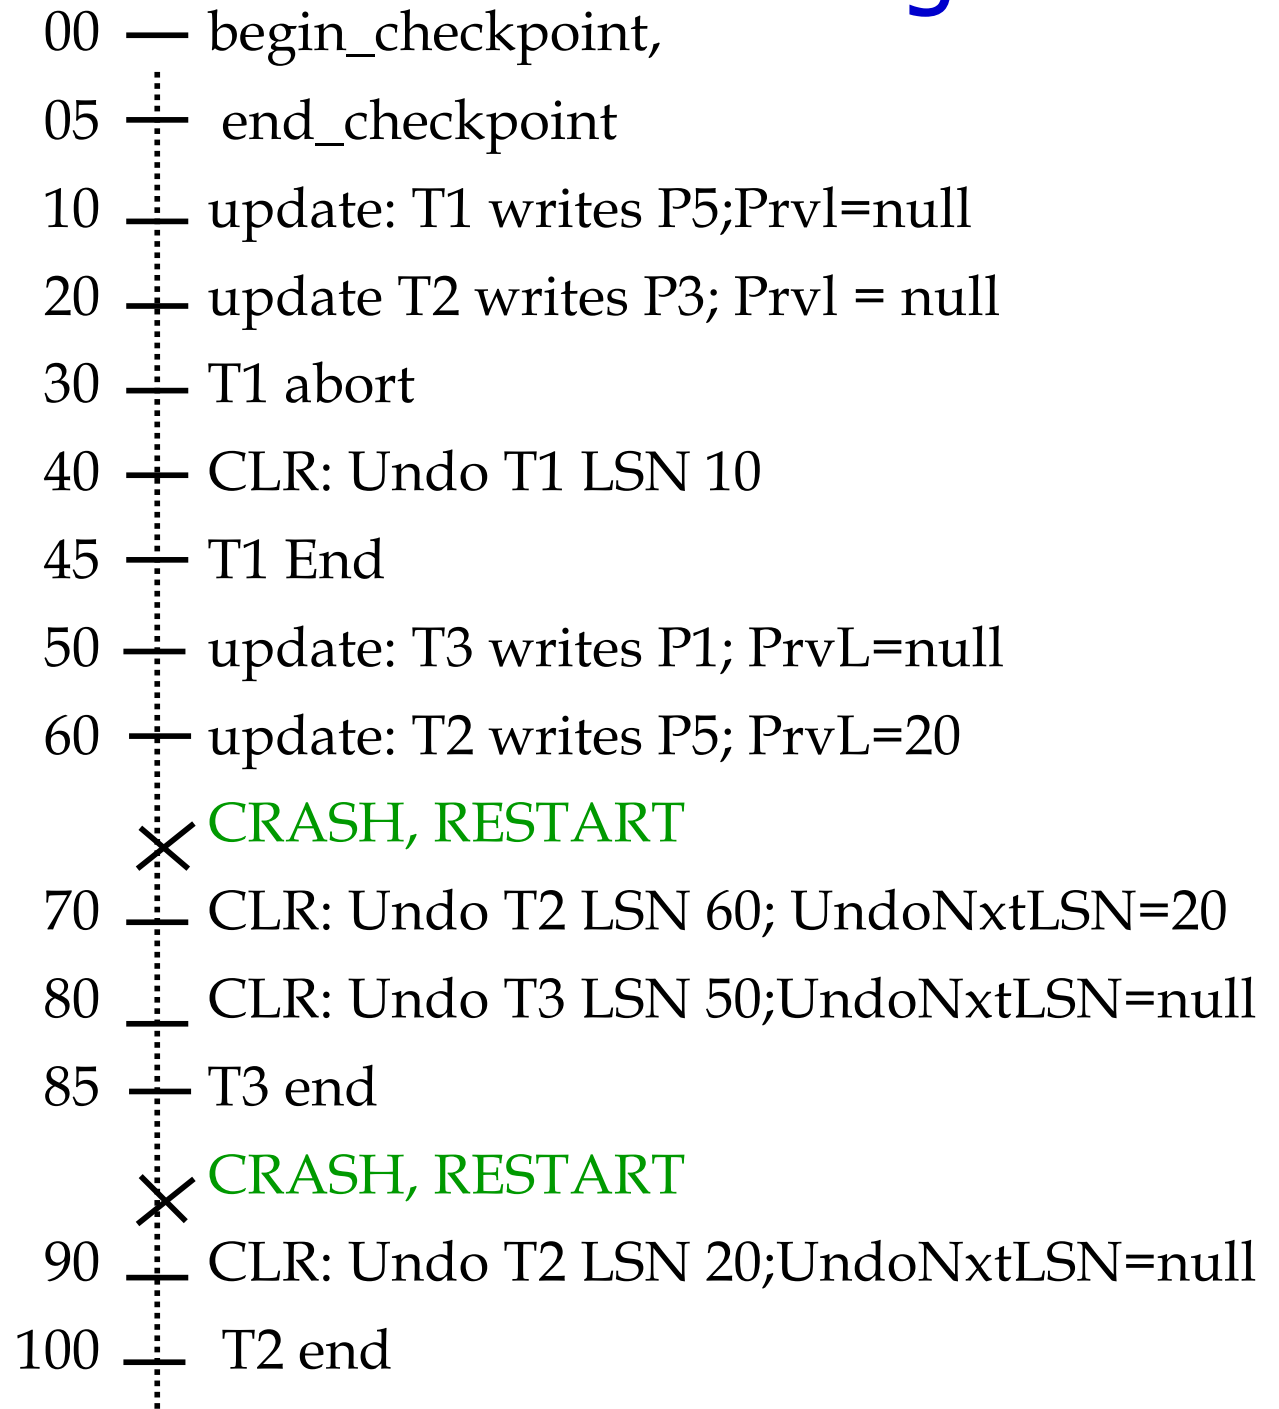 00 begin_checkpoint,
05 end_checkpoint
10 update: T1 writes P5;Prvl=null
20 update T2 writes P3; Prvl = null
30 T1 abort
40 CLR: Undo T1 LSN 10
45 T1 End
50 update: T3 writes P1; PrvL=null
60 update: T2 writes P5; PrvL=20
CRASH, RESTART
70 CLR: Undo T2 LSN 60; UndoNxtLSN=20
80 CLR: Undo T3 LSN 50;UndoNxtLSN=null
85 T3 end
CRASH, RESTART
90 CLR: Undo T2 LSN 20;UndoNxtLSN=null
100 T2 end